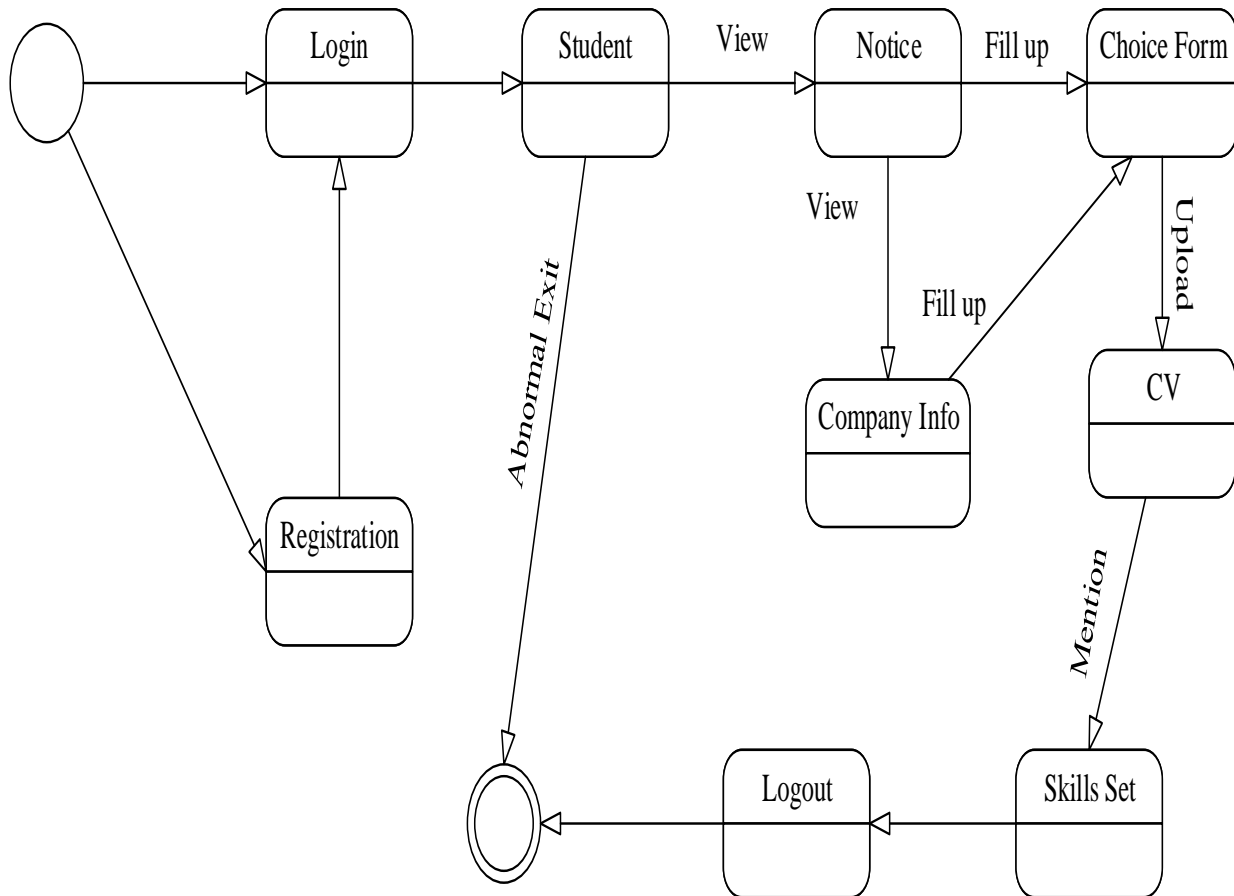 Login
Student
View
Notice
Fill up
Choice Form
View
Upload
Fill up
Abnormal Exit
Company Info
CV
Registration
Mention
Logout
Skills Set